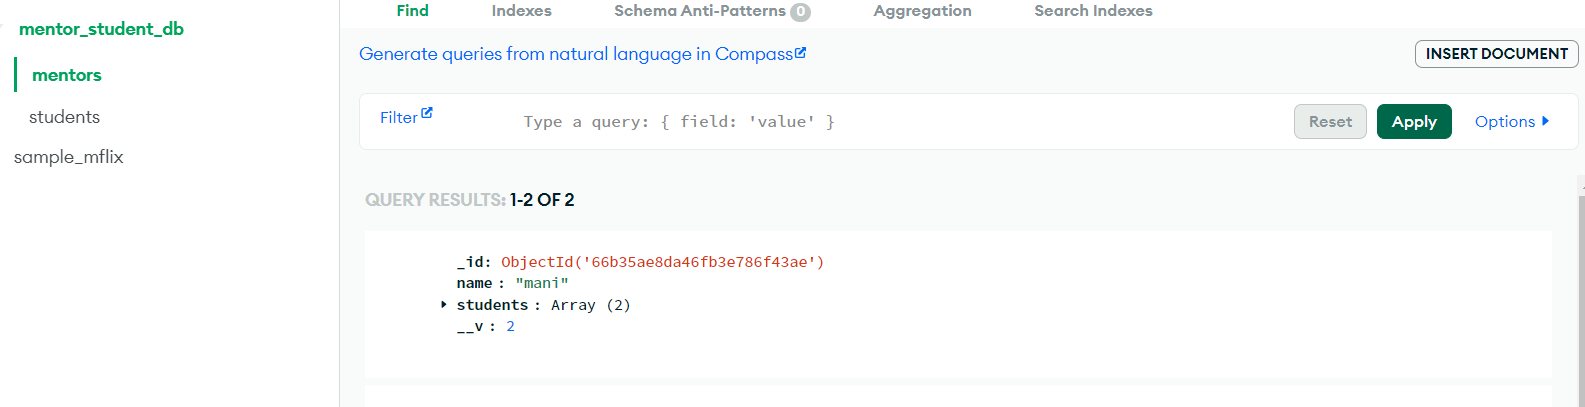 mentor_student_db
mentors
students
sample_mflix
Find Indexes Schema Anti-Patterns 0 Aggregation Search Indexes
Generate queries from natural language in Compass
INSERT DOCUMENT
Filter Type a query: { field: 'value' } Reset Apply Options
QUERY RESULTS: 1-2 OF 2
_id: ObjectId('66b35ae8da46fb3e786f43ae')
name : "mani"
students : Array (2)
__v : 2